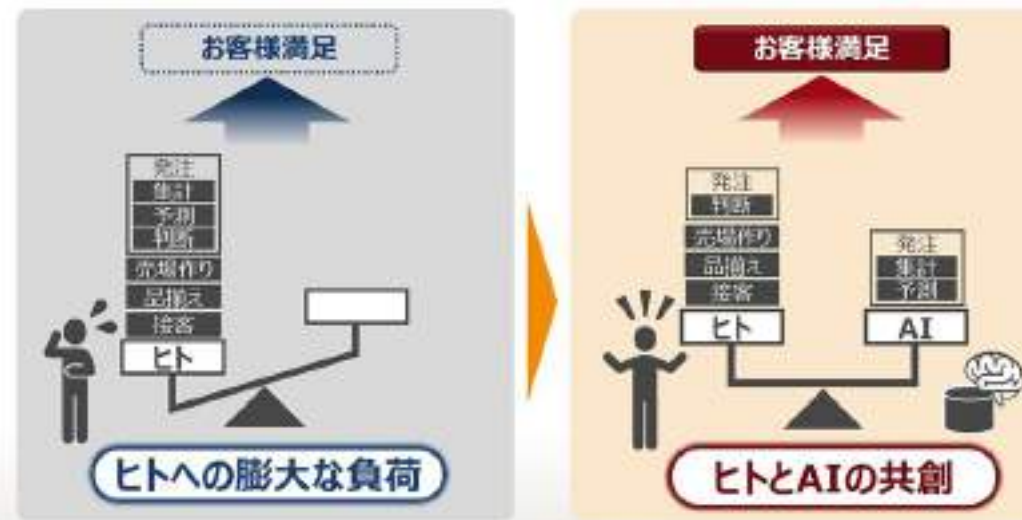 お客様満足
発注
集計
予測
判断
売場作り
品揃え
接客
ヒト
ヒトへの膨大な負荷
お客様満足
発注
判断
売場作り
品揃え
接客
ヒト
発注
集計
予測
AI
ヒトとAIの共創